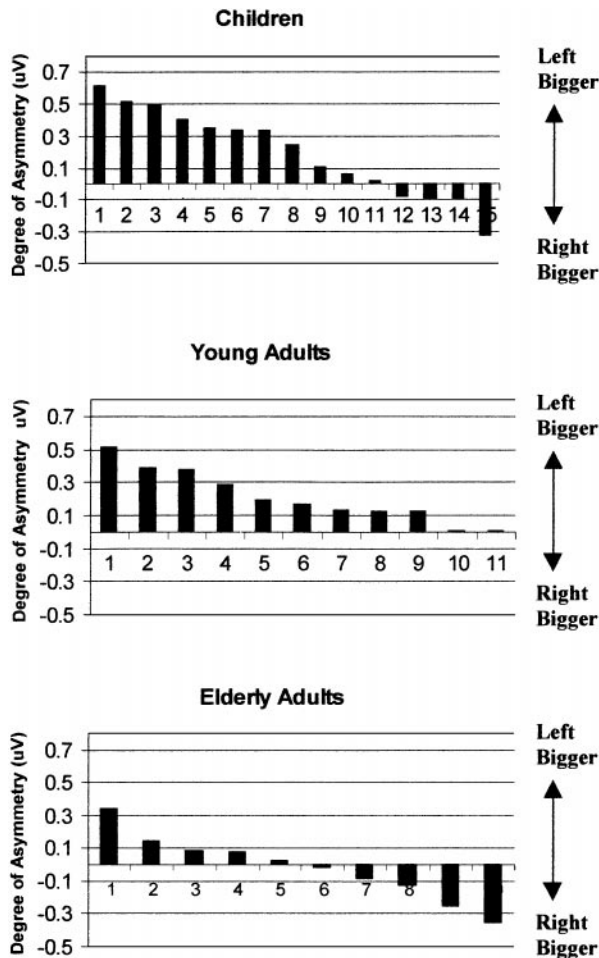 Children
Degree of Asymmetry (uV)
0.7
0.5
0.3
0.1
-0.1
-0.3
-0.5
1 2 3 4 5 6 7 8 9 10 11 12 13 14 15
Left
Bigger
Right
Bigger
Young Adults
Degree of Asymmetry uV)
0.7
0.5
0.3
0.1
-0.1
-0.3
-0.5
1 2 3 4 5 6 7 8 9 10 11
Left
Bigger
Right
Bigger
Elderly Adults
Degree of Asymmetry (uV)
0.7
0.5
0.3
0.1
-0.1
-0.3
-0.5
1 2 3 4 5 6 7 8
Left
Bigger
Right
Bigger